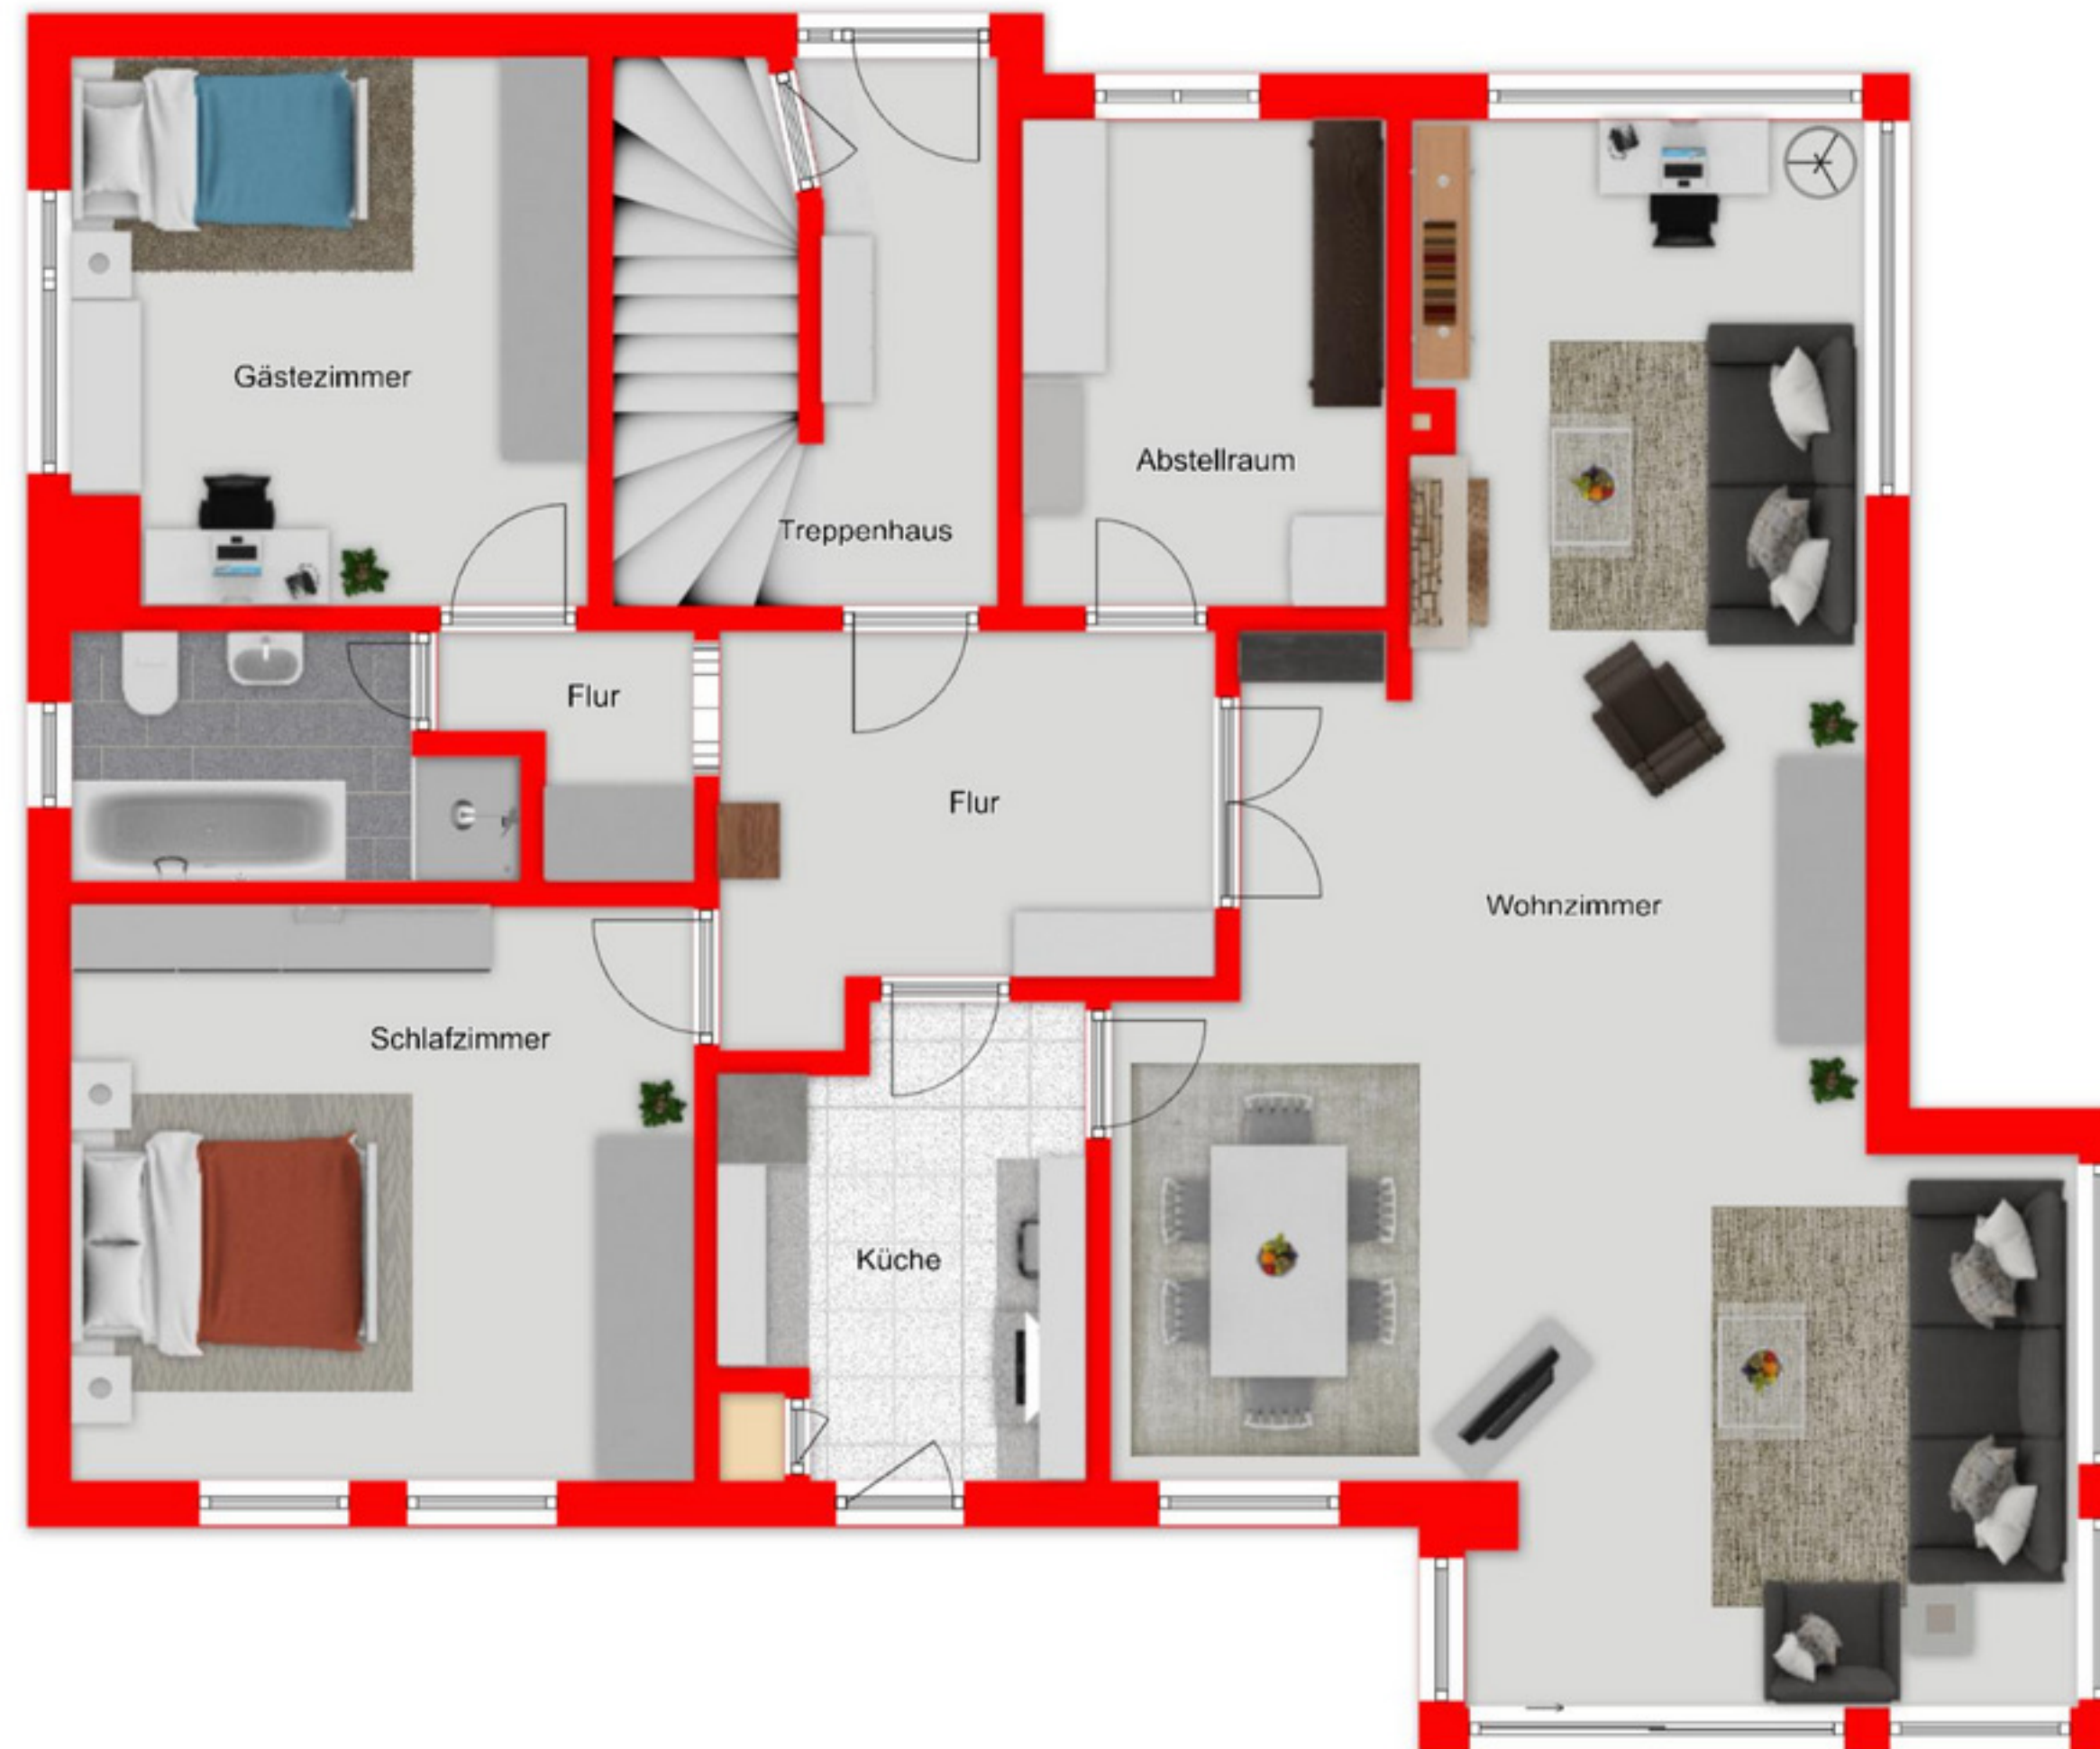 Gästezimmer
Abstellraum
Treppenhaus
Flur
Flur
Wohnzimmer
Schlafzimmer
Küche